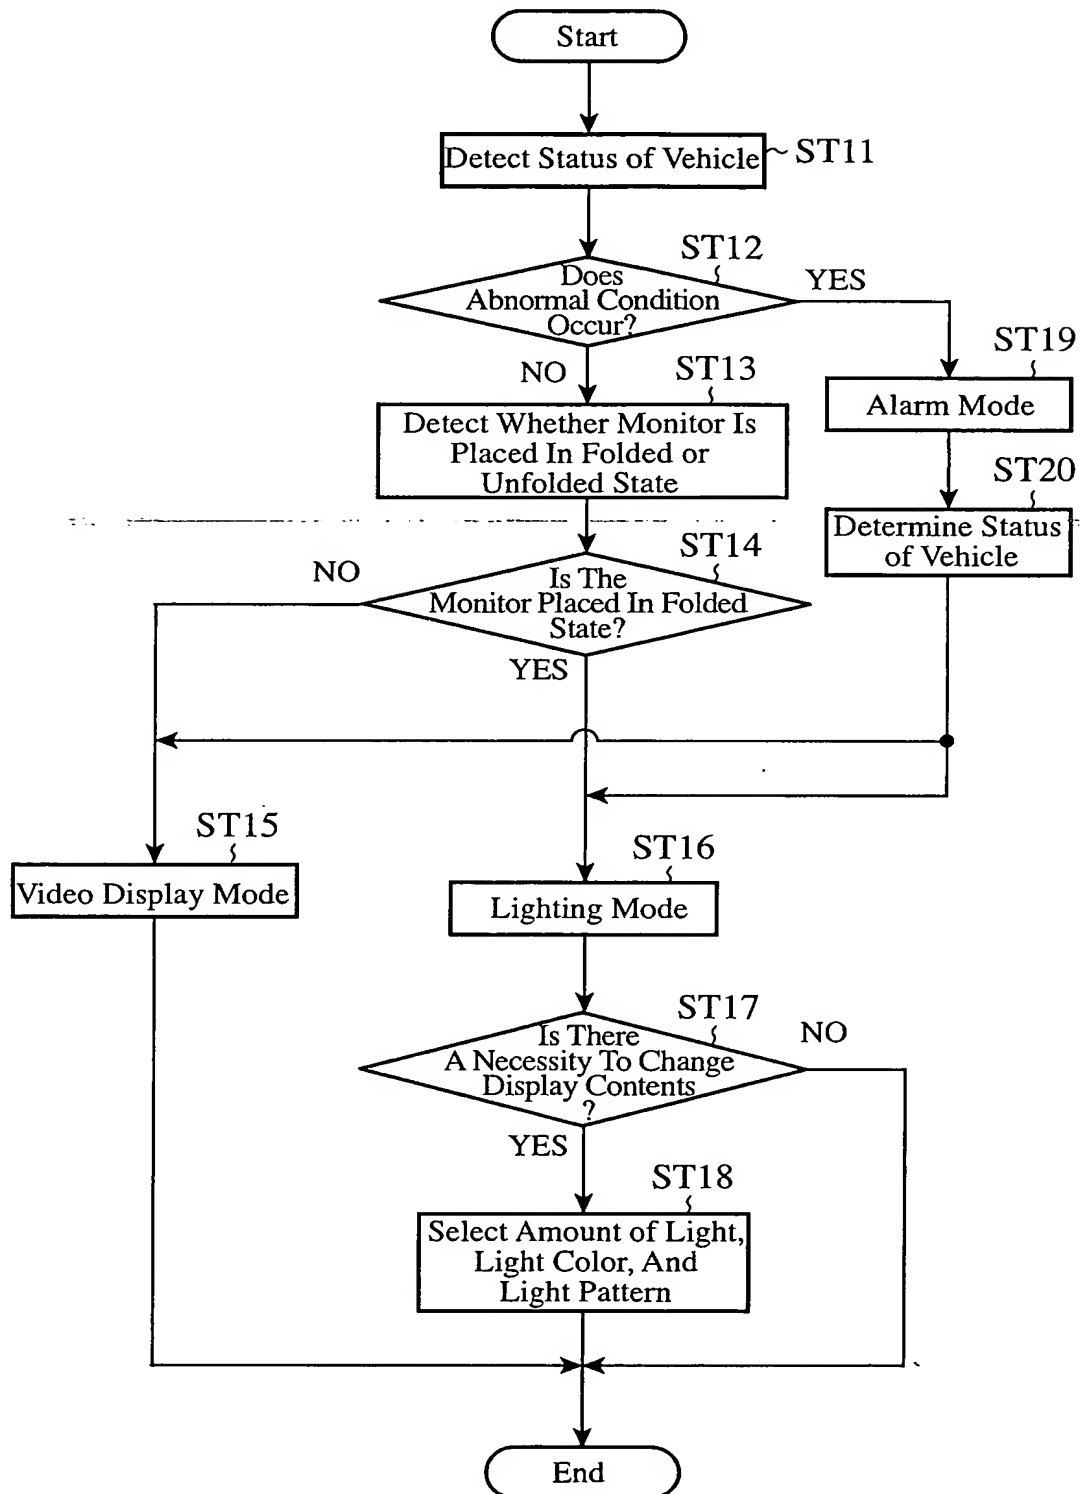 Start
Detect Status of Vehicle
ST11
ST12
Does
Abnormal Condition
Occur?
YES
NO
ST13
Detect Whether Monitor Is
Placed In Folded or
Unfolded State
ST19
Alarm Mode
ST20
Determine Status
of Vehicle
ST14
NO
Is The
Monitor Placed In Folded
State?
YES
ST15
Video Display Mode
ST16
Lighting Mode
ST17
Is There
A Necessity To Change
Display Contents
?
NO
YES
ST18
Select Amount of Light,
Light Color, And
Light Pattern
End